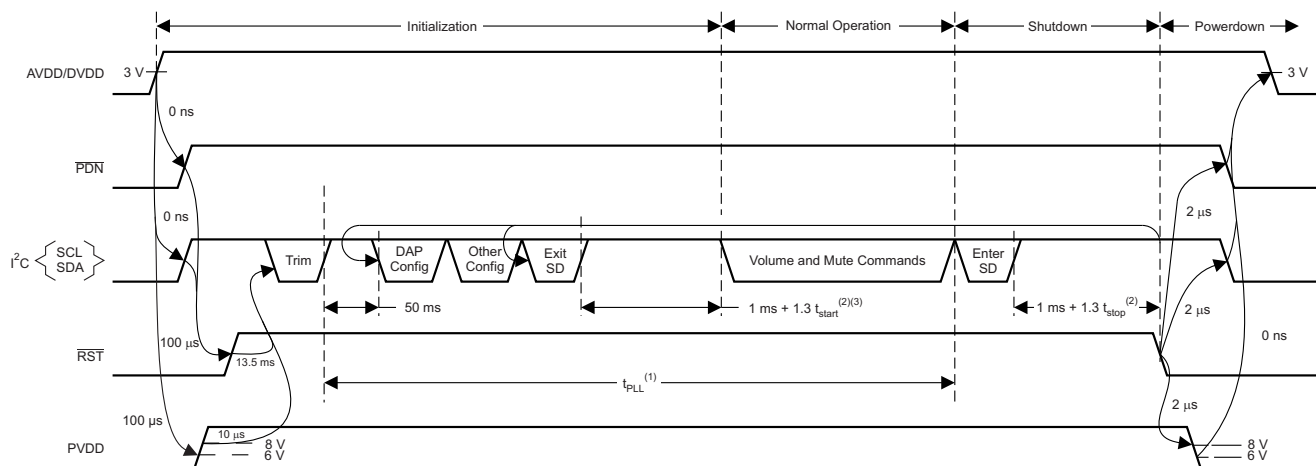 Initialization
Normal Operation
Shutdown
Powerdown
AVDD/DVDD
3 V
3 V
0 ns
PDN
0 ns
2 μs
I²C
SCL
SDA
Trim
DAP
Config
Other
Config
Exit
SD
Volume and Mute Commands
Enter
SD
50 ms
1 ms + 1.3 tstart(2)(3)
1 ms + 1.3 tstop(2)
2 μs
0 ns
100 μs
RST
13.5 ms
tPLL(1)
2 μs
100 μs
10 μs
PVDD
8 V
6 V
8 V
6 V